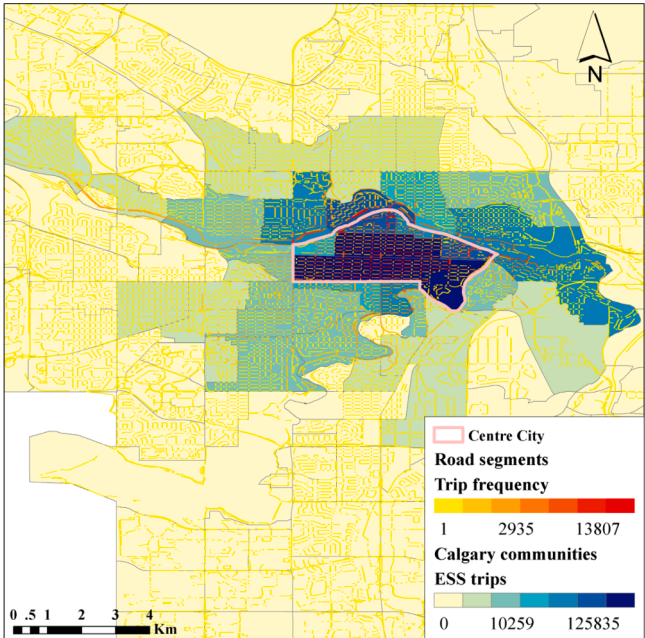 N
Centre City
Road segments
Trip frequency
1 2935 13807
Calgary communities
ESS trips
0 10259 125835
0 .5 1 2 3 4
Km